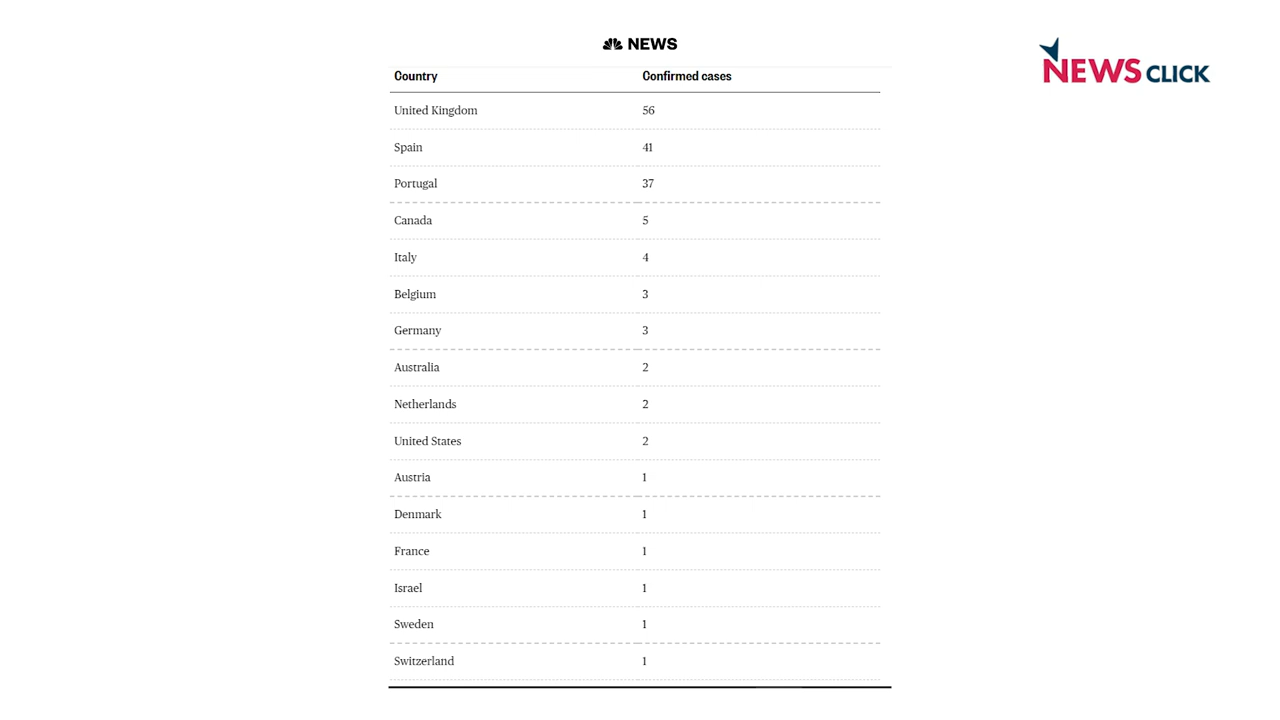 NEWS
NEWS CLICK
Country Confirmed cases
United Kingdom 56
Spain 41
Portugal 37
Canada 5
Italy 4
Belgium 3
Germany 3
Australia 2
Netherlands 2
United States 2
Austria 1
Denmark 1
France 1
Israel 1
Sweden 1
Switzerland 1